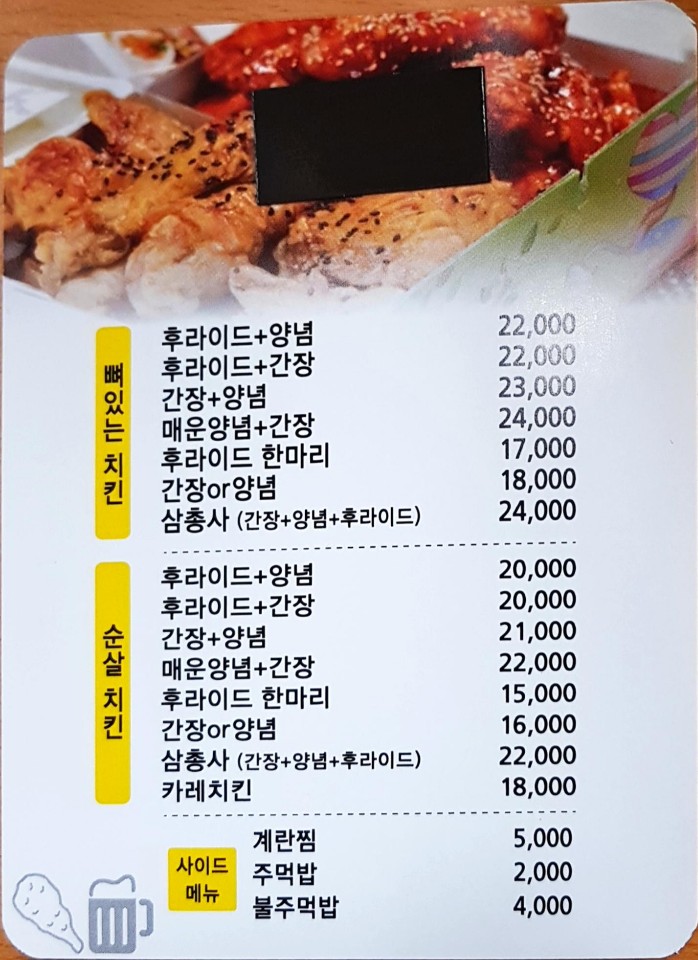 뼈있는 치킨
후라이드+양념 22,000
후라이드+간장 22,000
간장+양념 23,000
매운양념+간장 24,000
후라이드 한마리 17,000
간장or양념 18,000
삼총사 (간장+양념+후라이드) 24,000
순살 치킨
후라이드+양념 20,000
후라이드+간장 20,000
간장+양념 21,000
매운양념+간장 22,000
후라이드 한마리 15,000
간장or양념 16,000
삼총사 (간장+양념+후라이드) 22,000
카레치킨 18,000
사이드
메뉴
계란찜 5,000
주먹밥 2,000
불주먹밥 4,000